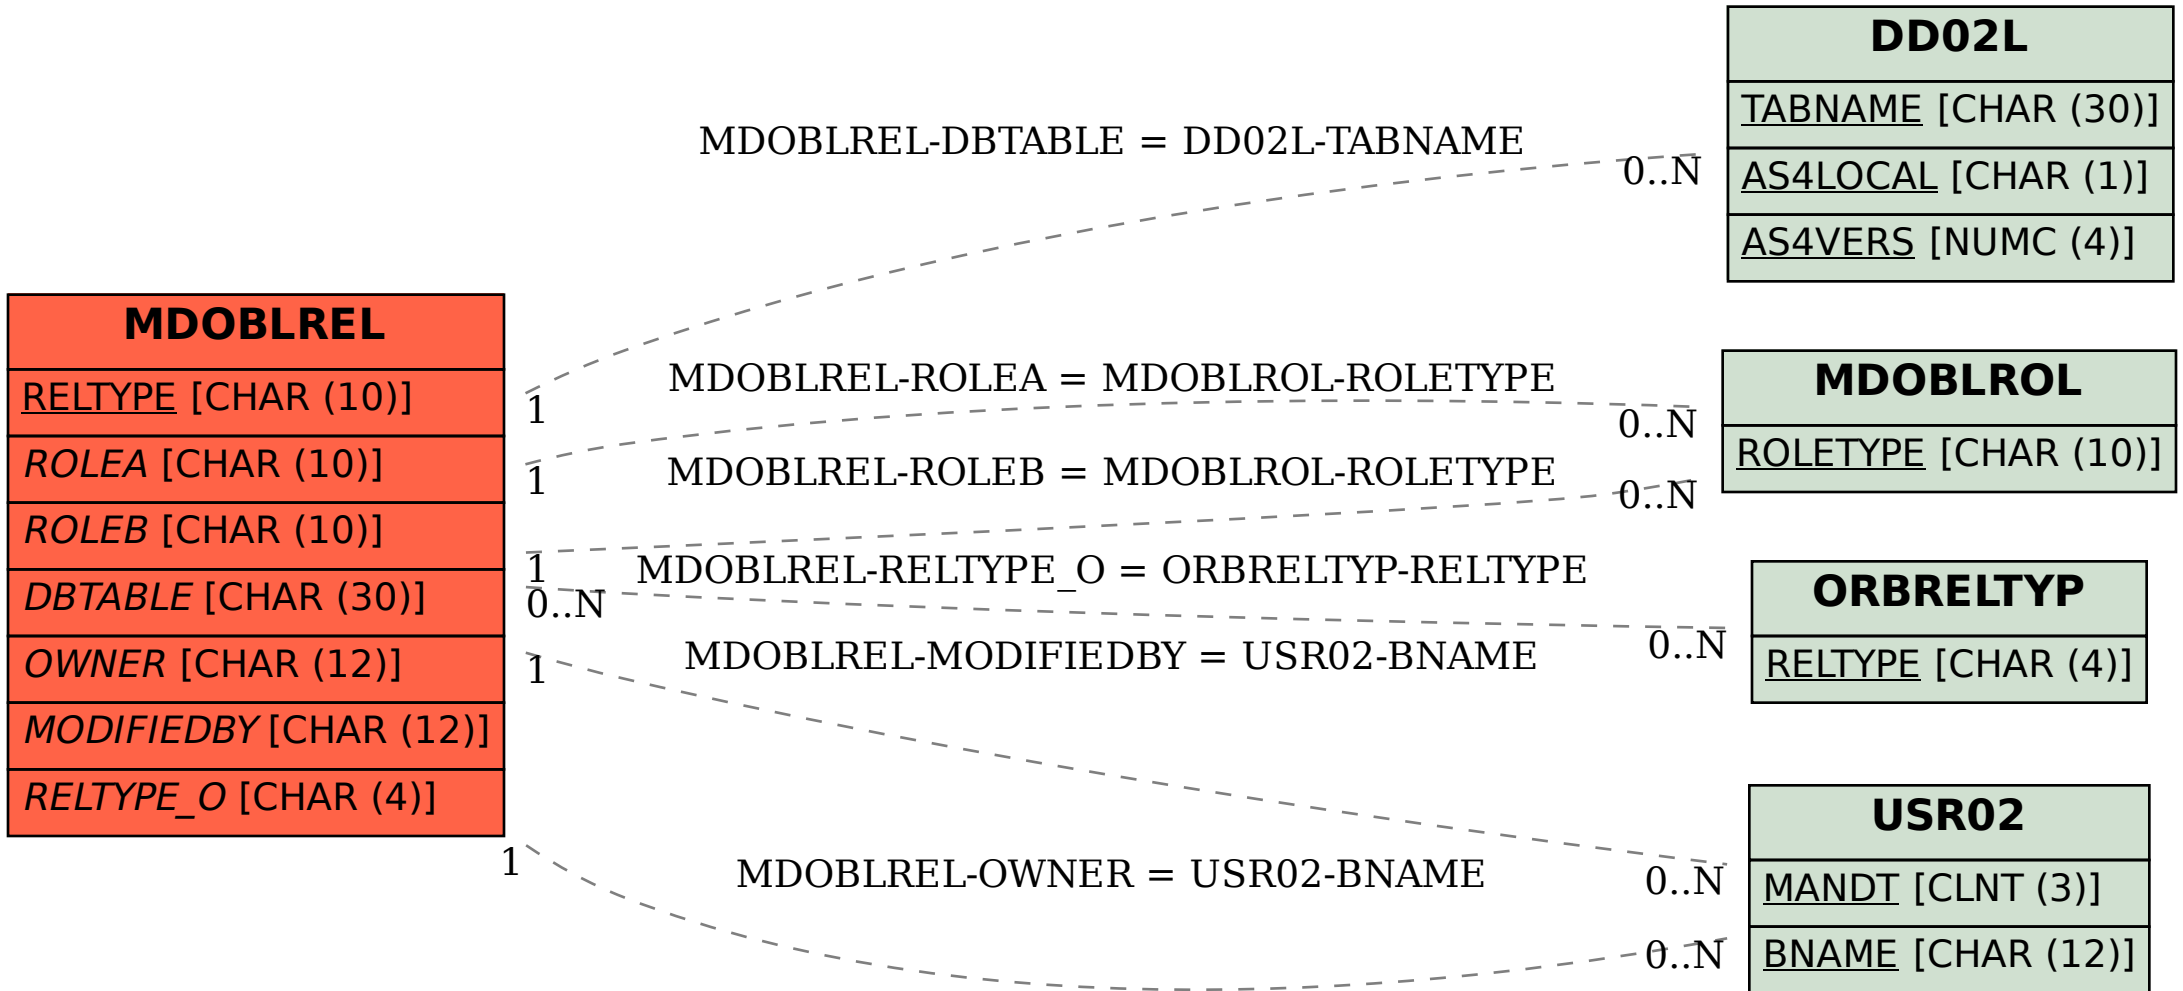 MDOBLREL
RELTYPE [CHAR (10)]
ROLEA [CHAR (10)]
ROLEB [CHAR (10)]
DBTABLE [CHAR (30)]
OWNER [CHAR (12)]
MODIFIEDBY [CHAR (12)]
RELTYPE_O [CHAR (4)]
MDOBLREL-DBTABLE = DD02L-TABNAME
1
0..N
MDOBLREL-ROLEA = MDOBLROL-ROLETYPE
1
0..N
MDOBLREL-ROLEB = MDOBLROL-ROLETYPE
1
0..N
MDOBLREL-RELTYPE_O = ORBRELTYP-RELTYPE
0..N
0..N
MDOBLREL-MODIFIEDBY = USR02-BNAME
1
0..N
MDOBLREL-OWNER = USR02-BNAME
1
0..N
DD02L
TABNAME [CHAR (30)]
AS4LOCAL [CHAR (1)]
AS4VERS [NUMC (4)]
MDOBLROL
ROLETYPE [CHAR (10)]
ORBRELTYP
RELTYPE [CHAR (4)]
USR02
MANDT [CLNT (3)]
BNAME [CHAR (12)]